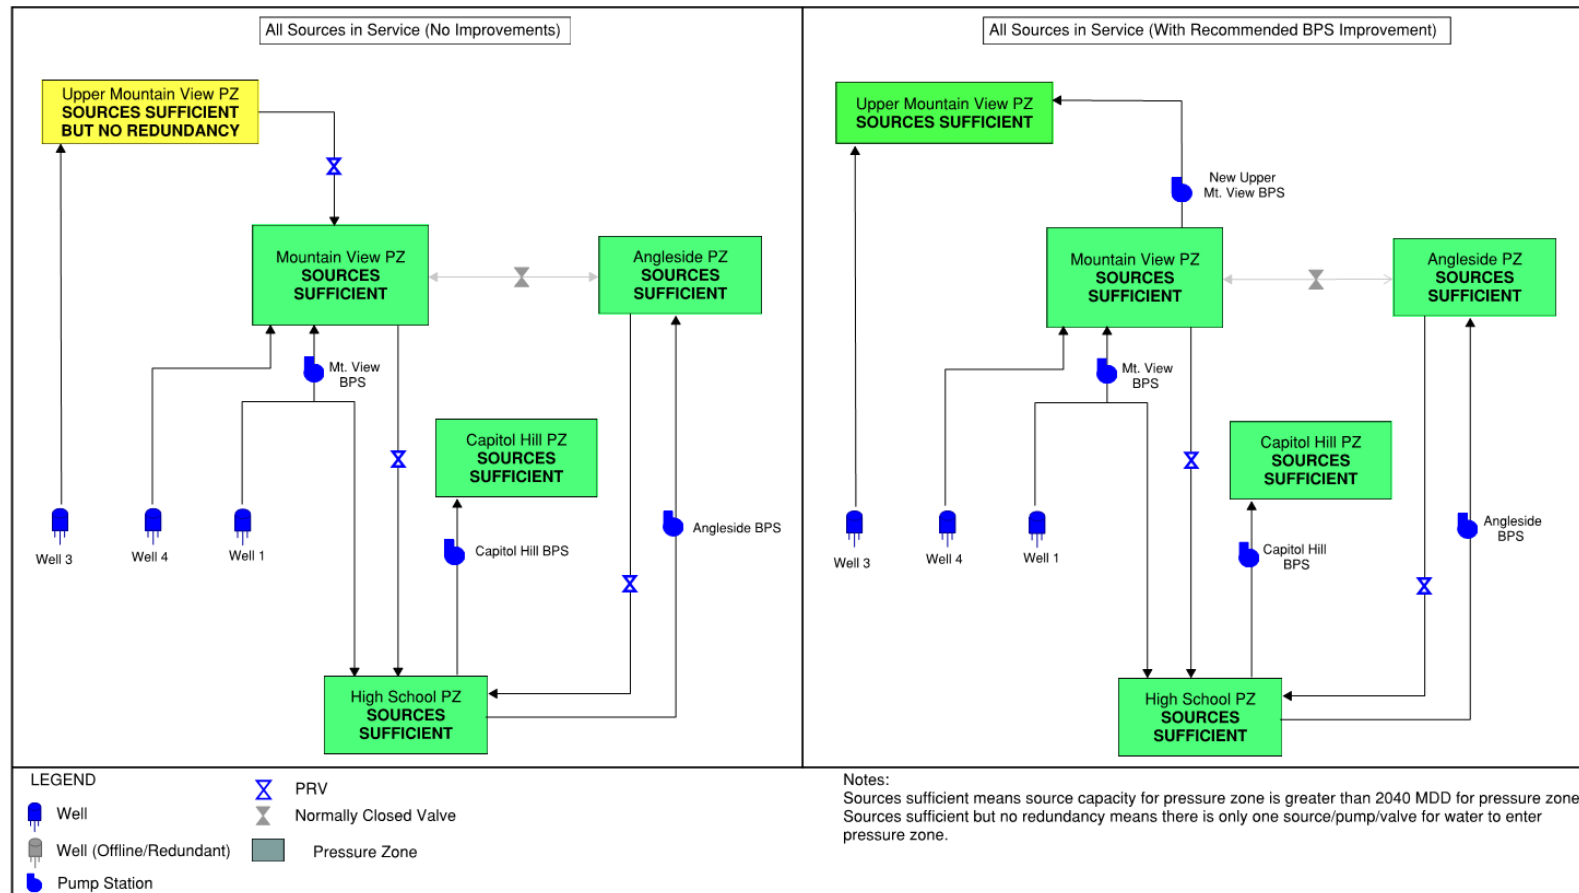 All Sources in Service (No Improvements)
Upper Mountain View PZ
SOURCES SUFFICIENT
BUT NO REDUNDANCY
Mountain View PZ
SOURCES
SUFFICIENT
Angleside PZ
SOURCES
SUFFICIENT
Mt. View
BPS
Capitol Hill PZ
SOURCES
SUFFICIENT
Well 3
Well 4
Well 1
Capitol Hill BPS
Angleside BPS
High School PZ
SOURCES
SUFFICIENT
All Sources in Service (With Recommended BPS Improvement)
Upper Mountain View PZ
SOURCES SUFFICIENT
New Upper
Mt. View BPS
Mountain View PZ
SOURCES
SUFFICIENT
Angleside PZ
SOURCES
SUFFICIENT
Mt. View
BPS
Capitol Hill PZ
SOURCES
SUFFICIENT
Well 3
Well 4
Well 1
Capitol Hill
BPS
Angleside
BPS
High School PZ
SOURCES
SUFFICIENT
LEGEND
Well
Well (Offline/Redundant)
Pump Station
PRV
Normally Closed Valve
Pressure Zone
Notes:
Sources sufficient means source capacity for pressure zone is greater than 2040 MDD for pressure zone
Sources sufficient but no redundancy means there is only one source/pump/valve for water to enter
pressure zone.